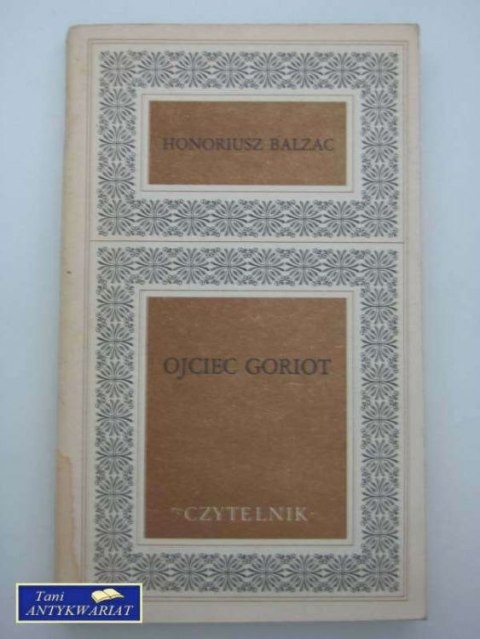 HONORIUSZ BALZAC
OJCIEC GORIOT
CZYTELNIK
Tani
ANTYKWARIAT